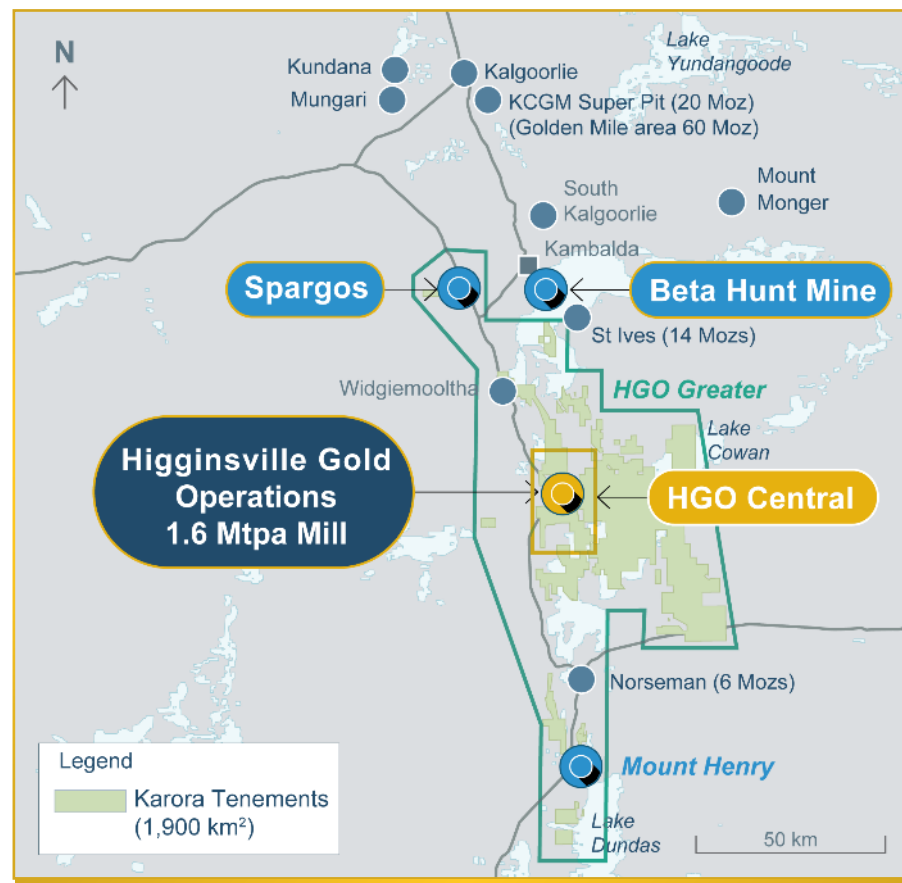 N
Kundana
Mungari
Kalgoorlie
KCGM Super Pit (20 Moz)
(Golden Mile area 60 Moz)
Lake
Yundangoode
South
Kalgoorlie
Mount
Monger
Kambalda
Spargos
Beta Hunt Mine
St Ives (14 Mozs)
Widgiemooltha
HGO Greater
Lake
Cowan
Higginsville Gold
Operations
1.6 Mtpa Mill
HGO Central
Norseman (6 Mozs)
Mount Henry
Lake
Dundas
Legend
Karora Tenements
(1,900 km²)
50 km